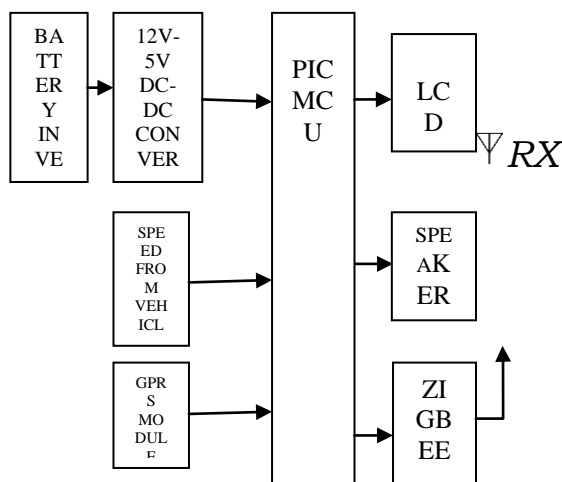 BA
TT
ER
Y
IN
VE
12V-
5V
DC-
DC
CON
VER
PIC
MC
U
LC
D
RX
SPE
ED
FRO
M
VEH
ICL
SPE
AK
ER
GPR
S
MO
DUL
E
ZI
GB
EE